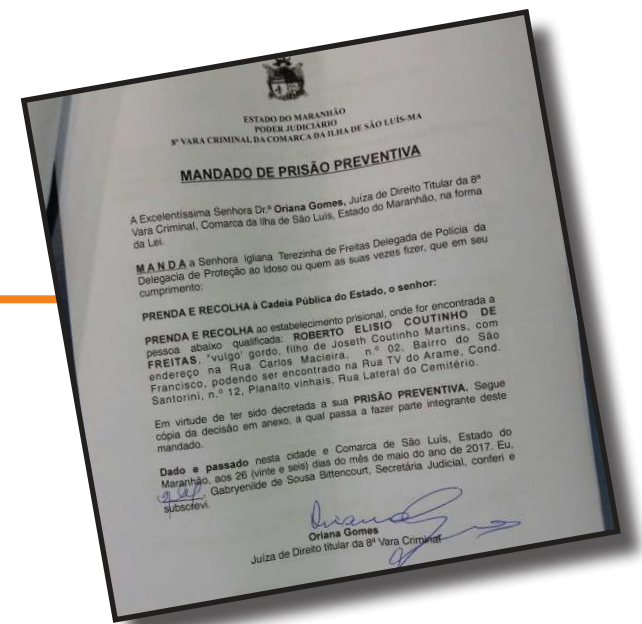 ESTADO DO MARANHÃO
PODER JUDICIÁRIO
8ª VARA CRIMINAL DA COMARCA DA ILHA DE SÃO LUÍS-MA
MANDADO DE PRISÃO PREVENTIVA
A Excelentíssima Senhora Dr.ª Oriana Gomes, Juíza de Direito Titular da 8ª
Vara Criminal, Comarca da Ilha de São Luís, Estado do Maranhão, na forma
da Lei.
M A N D A a Senhora Igliana Terezinha de Freitas Delegada de Polícia da
Delegacia de Proteção ao Idoso ou quem as suas vezes fizer, que em seu
cumprimento:
PRENDA E RECOLHA à Cadeia Pública do Estado, o senhor:
PRENDA E RECOLHA ao estabelecimento prisional, onde for encontrada a
pessoa abaixo qualificada: ROBERTO ELISIO COUTINHO DE
FREITAS, "vulgo' gordo, filho de Joseth Coutinho Martins, com
endereço na Rua Carlos Macieira, n.º 02, Bairro do São
Francisco, podendo ser encontrado na Rua TV do Arame, Cond.
Santorini, n.º 12, Planalto vinhais, Rua Lateral do Cemitério.
Em virtude de ter sido decretada a sua PRISÃO PREVENTIVA. Segue
cópia da decisão em anexo, a qual passa a fazer parte integrante deste
mandado.
Dado e passado nesta cidade e Comarca de São Luís, Estado do
Maranhão, aos 26 (vinte e seis) dias do mês de maio do ano de 2017. Eu,
Gabryenilde de Sousa Bittencourt, Secretária Judicial, conferi e
subscrevi.
Oriana Gomes
Juíza de Direito titular da 8ª Vara Criminal